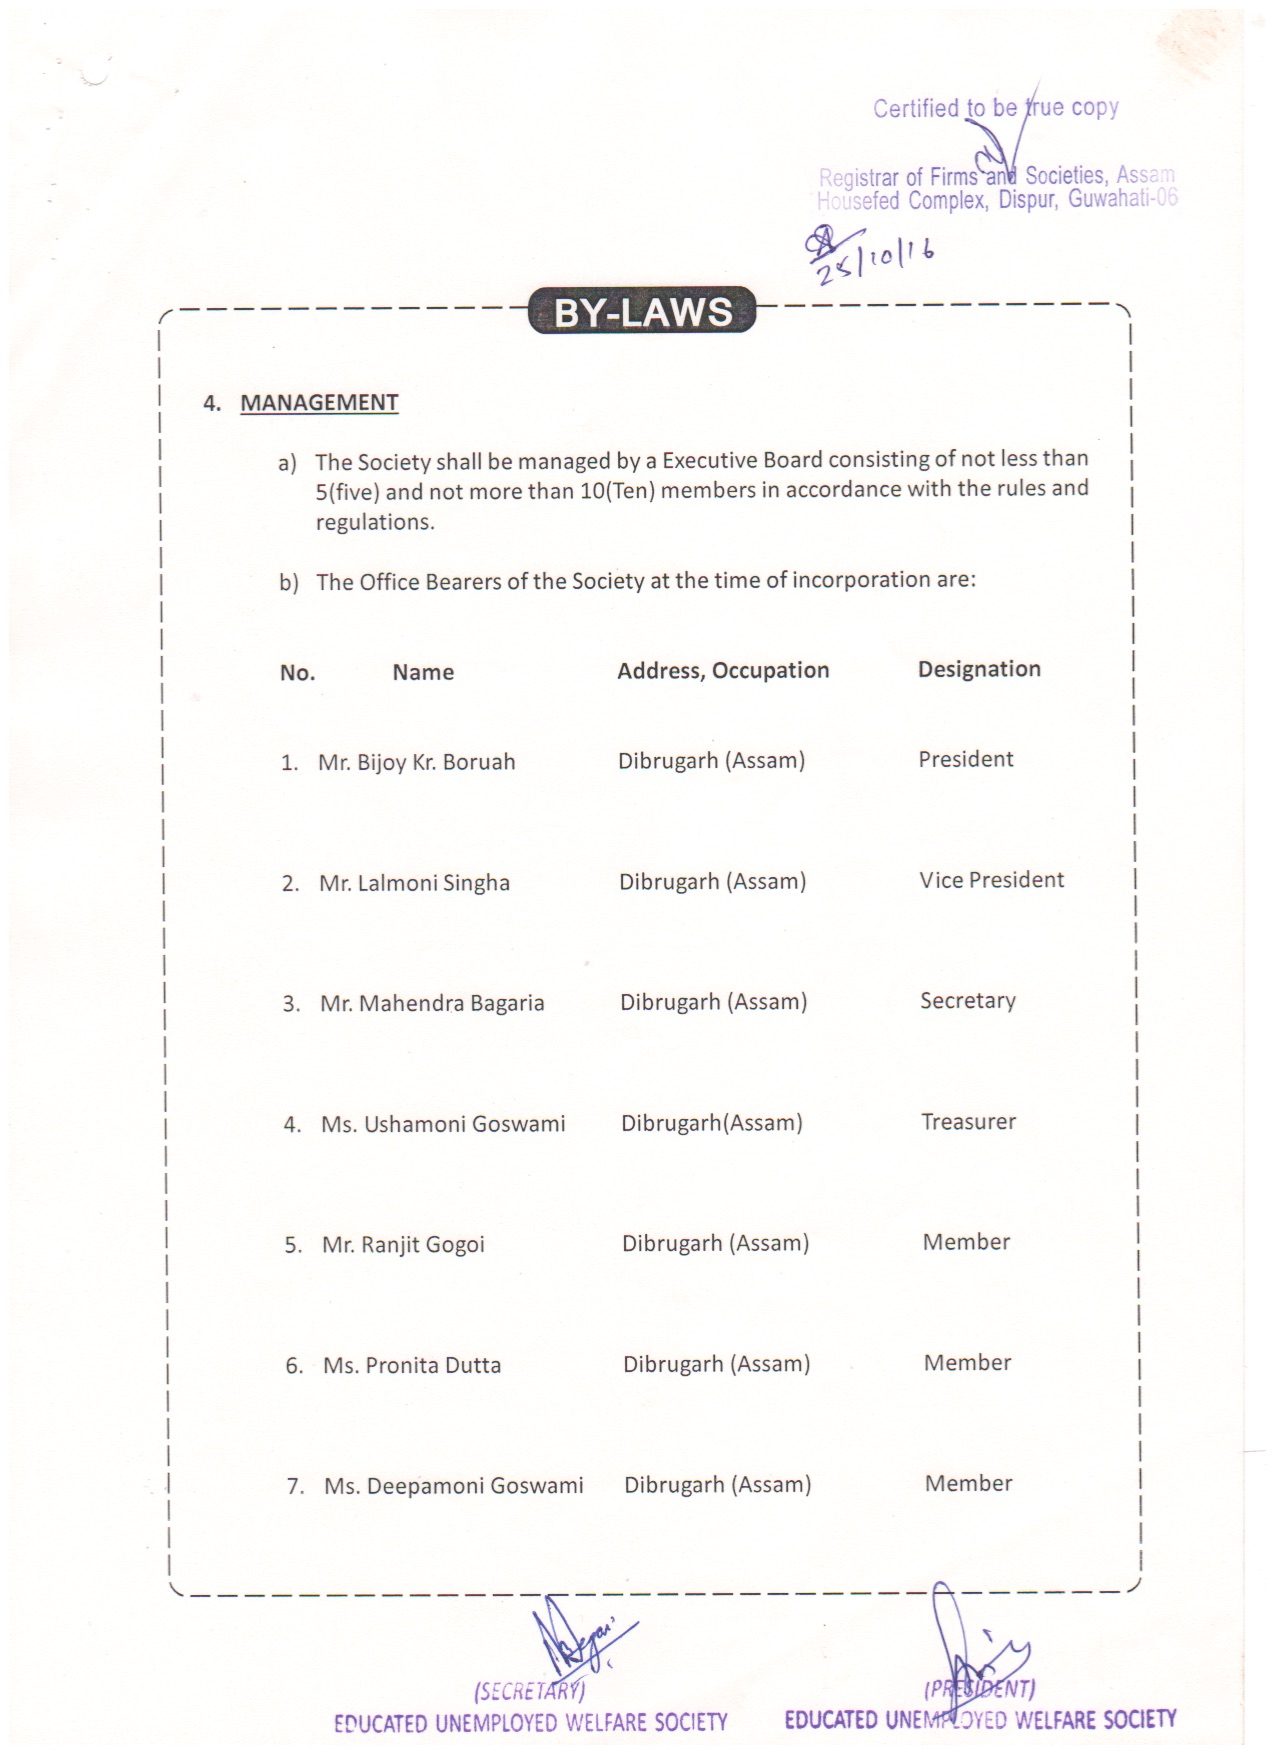 Certified to be true copy
Registrar of Firms and Societies, Assam
Housefed Complex, Dispur, Guwahati-06
25/10/16
BY-LAWS
4. MANAGEMENT
a) The Society shall be managed by a Executive Board consisting of not less than
5(five) and not more than 10(Ten) members in accordance with the rules and
regulations.
b) The Office Bearers of the Society at the time of incorporation are:
No. Name Address, Occupation Designation
1. Mr. Bijoy Kr. Boruah Dibrugarh (Assam) President
2. Mr. Lalmoni Singha Dibrugarh (Assam) Vice President
3. Mr. Mahendra Bagaria Dibrugarh (Assam) Secretary
4. Ms. Ushamoni Goswami Dibrugarh(Assam) Treasurer
5. Mr. Ranjit Gogoi Dibrugarh (Assam) Member
6. Ms. Pronita Dutta Dibrugarh (Assam) Member
7. Ms. Deepamoni Goswami Dibrugarh (Assam) Member
(SECRETARY) (PRESIDENT)
EDUCATED UNEMPLOYED WELFARE SOCIETY EDUCATED UNEMPLOYED WELFARE SOCIETY